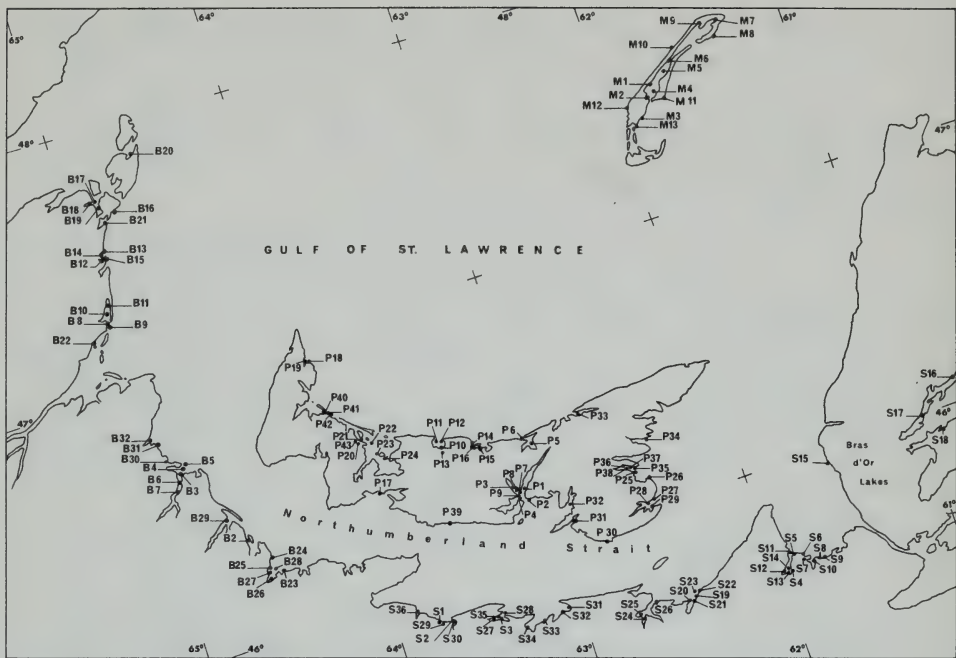 65° 64° 63° 48° 62° 61°
M9 M7
M8
M10
M6
M5
M1
M4
M2 M11
M12
M3
M13
47°
48°
B20
B17
B18 B16
B19 B21
B14 B13
B12 B15
B11
B10
B8 B9
B22
GULF OF ST. LAWRENCE
P18
P19
P40
P41
P42
P22
P21 P23
P43
P20 P24
P11 P12
P10
P13
P14
P16 P15
P6
P5
P33
P34
P37
P36 P35
P38
P25 P26
P28 P27
P29
P7
P8
P3 P1
P9 P2
P4
P17
P39
P32
P31
P30
47°
B32
B31
B30 B5
B4
B6
B7 B3
B29
B2
B24
B25 B28
B27 B23
B26
Northumberland Strait
S16
S17 46°
S18
S15
Bras
d'Or
Lakes
61°
S5 S6
S11 S8
S14 S9
S12 S7 S10
S13 S4
S23 S22
S20 S19
S21
S25 S26
S24
S31
S32
S36 S1 S35 S28
S29 S27 S3 S33
S2 S30 S34
65° 46° 64° 63° 62°